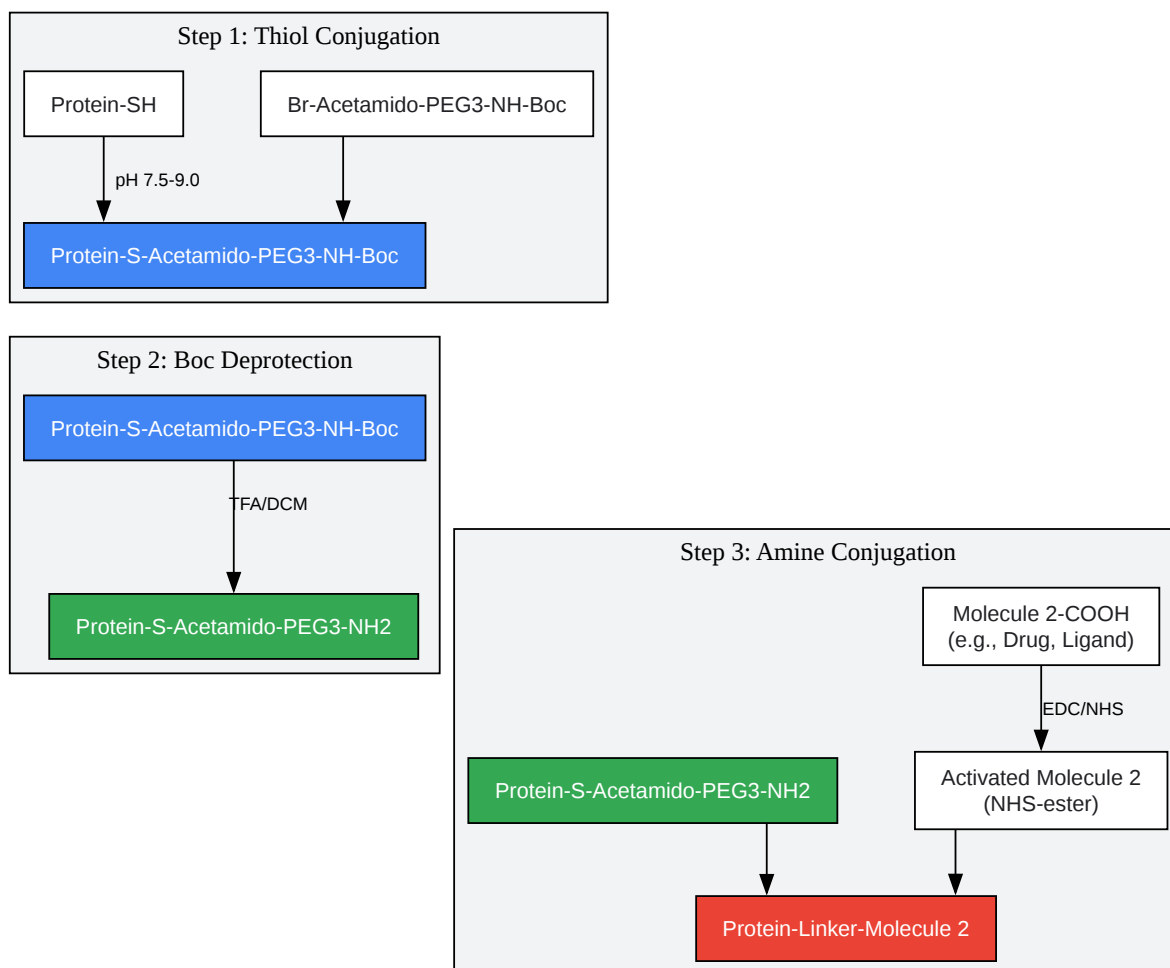 Step 1: Thiol Conjugation
Protein-SH
Br-Acetamido-PEG3-NH-Boc
pH 7.5-9.0
Protein-S-Acetamido-PEG3-NH-Boc
Step 2: Boc Deprotection
Protein-S-Acetamido-PEG3-NH-Boc
TFA/DCM
Protein-S-Acetamido-PEG3-NH2
Step 3: Amine Conjugation
Molecule 2-COOH
(e.g., Drug, Ligand)
EDC/NHS
Protein-S-Acetamido-PEG3-NH2
Activated Molecule 2
(NHS-ester)
Protein-Linker-Molecule 2